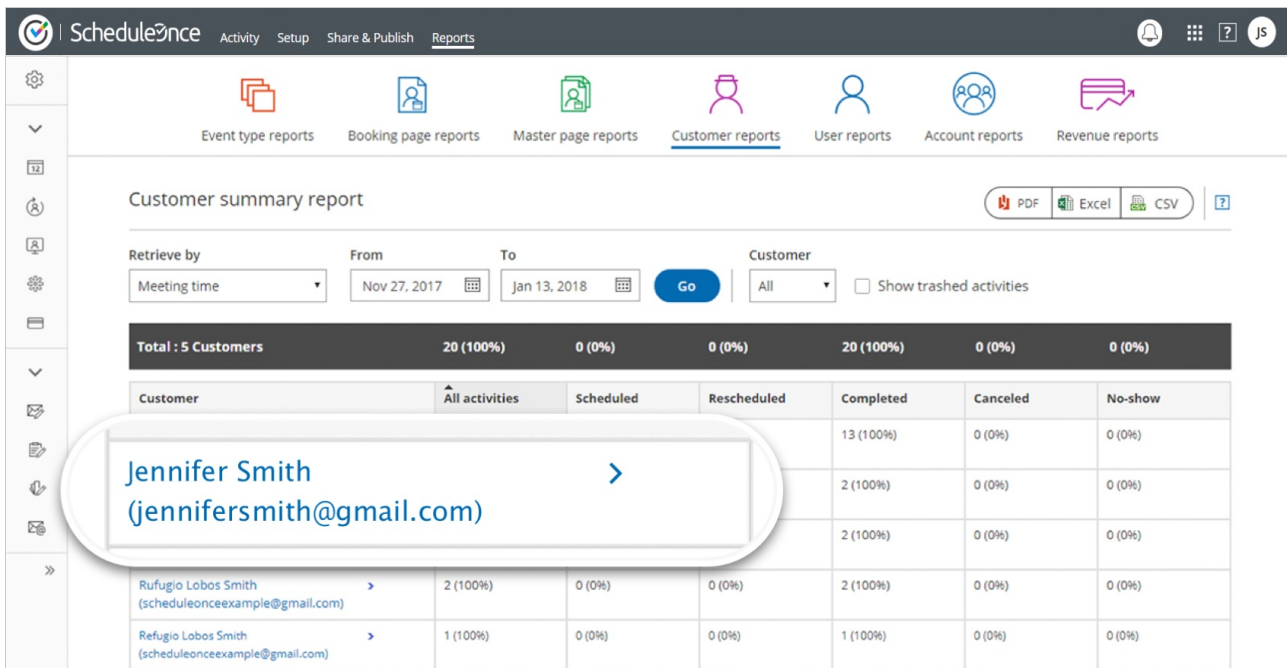 ScheduleOnce Activity Setup Share & Publish Reports ? JS
Event type reports Booking page reports Master page reports Customer reports User reports Account reports Revenue reports
12
Customer summary report PDF Excel CSV ?
Retrieve by From To Customer
Meeting time Nov 27, 2017 Jan 13, 2018 Go All Show trashed activities
Total : 5 Customers 20 (100%) 0 (0%) 0 (0%) 20 (100%) 0 (0%) 0 (0%)
Customer All activities Scheduled Rescheduled Completed Canceled No-show
13 (100%) 0 (0%) 0 (0%)
Jennifer Smith
(jennifersmith@gmail.com)
2 (100%) 0 (0%) 0 (0%)
2 (100%) 0 (0%) 0 (0%)
Rufugio Lobos Smith 2 (100%) 0 (0%) 0 (0%) 2 (100%) 0 (0%) 0 (0%)
(scheduleonceexample@gmail.com)
Refugio Lobos Smith 1 (100%) 0 (0%) 0 (0%) 1 (100%) 0 (0%) 0 (0%)
(scheduleonceexample@gmail.com)